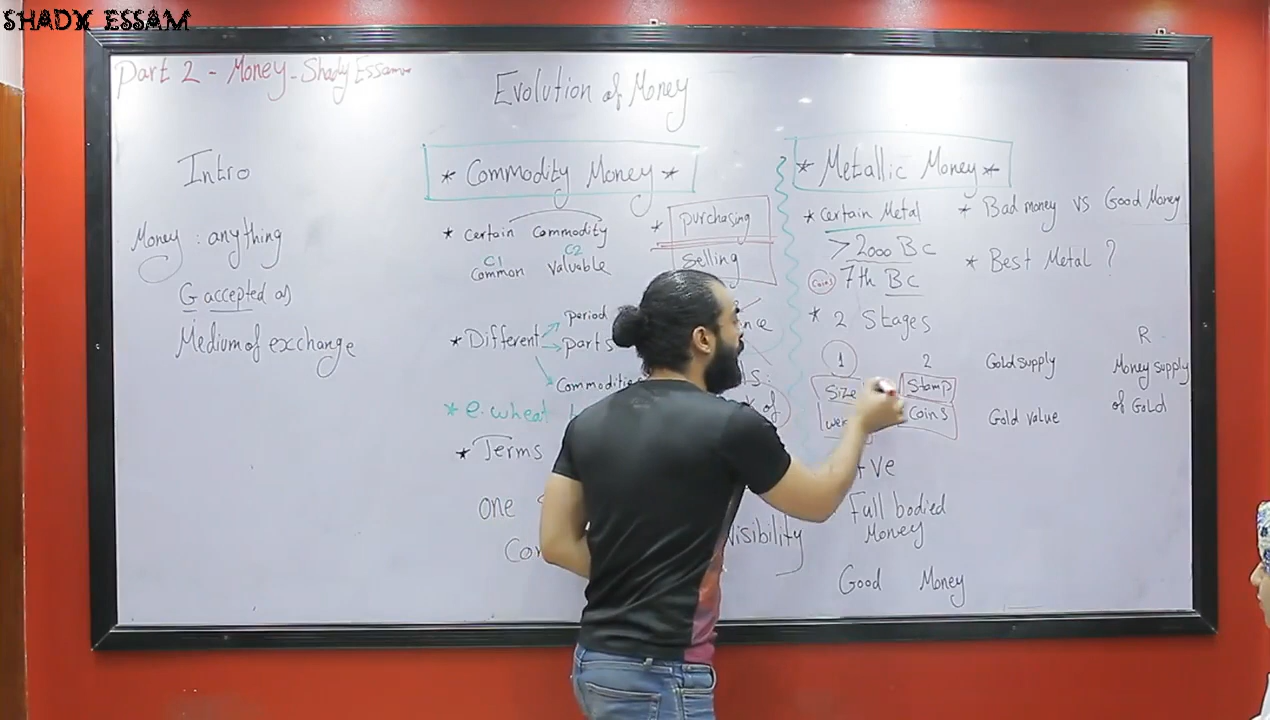 SHADY ESSAM
Part 2 - Money - Shady Essam
Evolution of Money
Intro
Money : anything
G accepted as
Medium of exchange
* Commodity Money *
* Certain Commodity
C1 C2
Common Valuable
* purchasing
Selling
* Different
period
parts
Commodities
* e. wheat
* Terms
one
visibility
* Metallic Money *
* Certain Metal
> 2000 BC
Coins 7th BC
* 2 Stages
1 2
Size Stamp
Coins
+ve
Full bodied
Money
Good Money
* Bad money vs Good Money
* Best Metal ?
Gold supply
Gold value
R
Money supply
of Gold